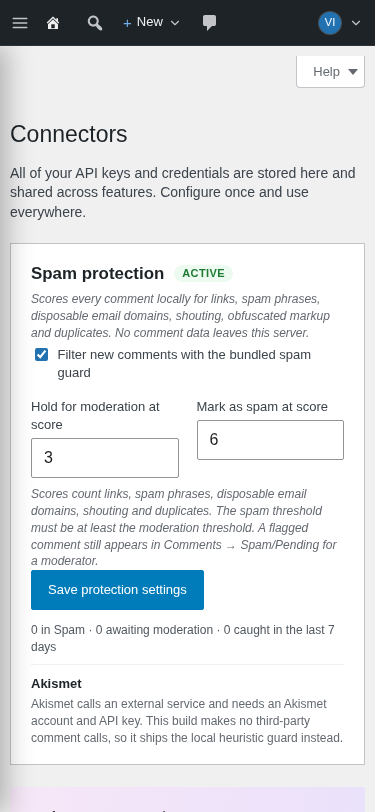 + New
VI
Help
Connectors
All of your API keys and credentials are stored here and
shared across features. Configure once and use
everywhere.
Spam protection ACTIVE
Scores every comment locally for links, spam phrases,
disposable email domains, shouting, obfuscated markup
and duplicates. No comment data leaves this server.
Filter new comments with the bundled spam
guard
Hold for moderation at
score
Mark as spam at score
3
6
Scores count links, spam phrases, disposable email
domains, shouting and duplicates. The spam threshold
must be at least the moderation threshold. A flagged
comment still appears in Comments → Spam/Pending for
a moderator.
Save protection settings
0 in Spam · 0 awaiting moderation · 0 caught in the last 7
days
Akismet
Akismet calls an external service and needs an Akismet
account and API key. This build makes no third-party
comment calls, so it ships the local heuristic guard instead.